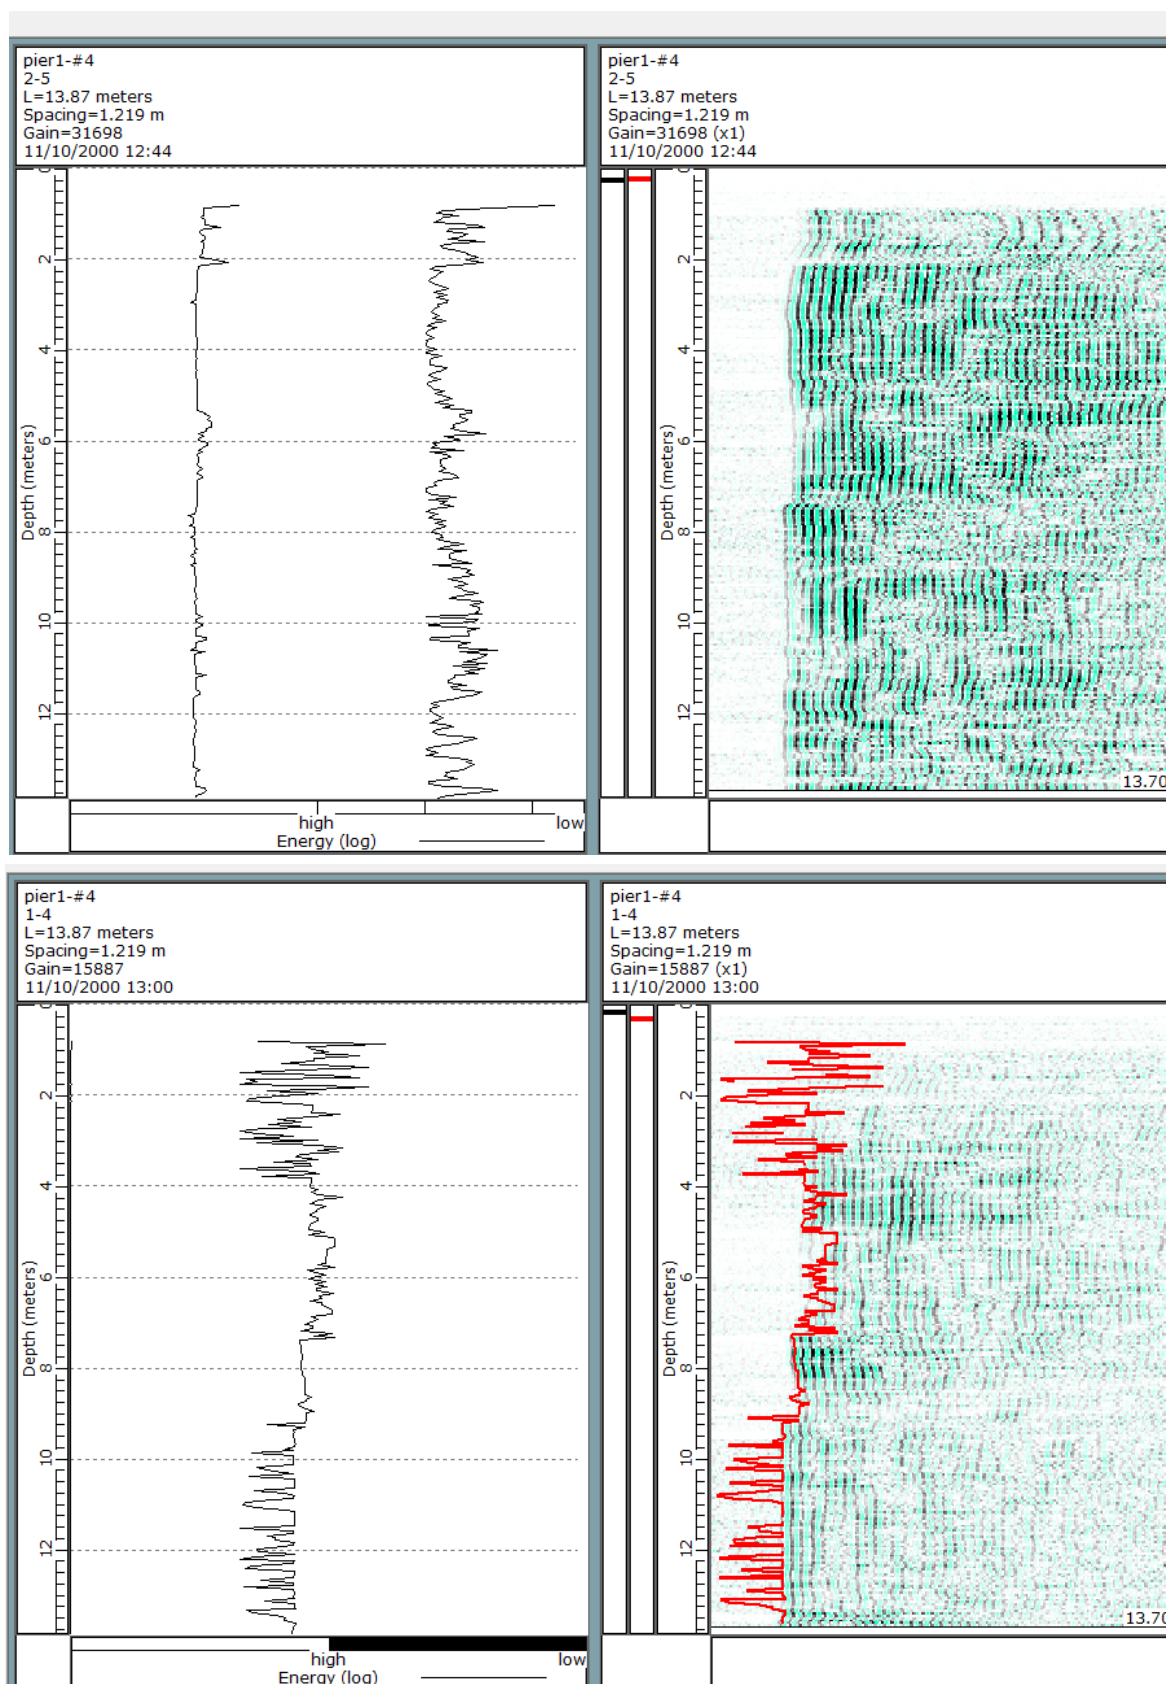 pier1-#4
2-5
L=13.87 meters
Spacing=1.219 m
Gain=31698
11/10/2000 12:44
0
2
4
6
8
10
12
Depth (meters)
high
low
Energy (log)
pier1-#4
2-5
L=13.87 meters
Spacing=1.219 m
Gain=31698 (x1)
11/10/2000 12:44
0
2
4
6
8
10
12
Depth (meters)
13.70
pier1-#4
1-4
L=13.87 meters
Spacing=1.219 m
Gain=15887
11/10/2000 13:00
0
2
4
6
8
10
12
Depth (meters)
high
low
Energy (log)
pier1-#4
1-4
L=13.87 meters
Spacing=1.219 m
Gain=15887 (x1)
11/10/2000 13:00
0
2
4
6
8
10
12
Depth (meters)
13.70